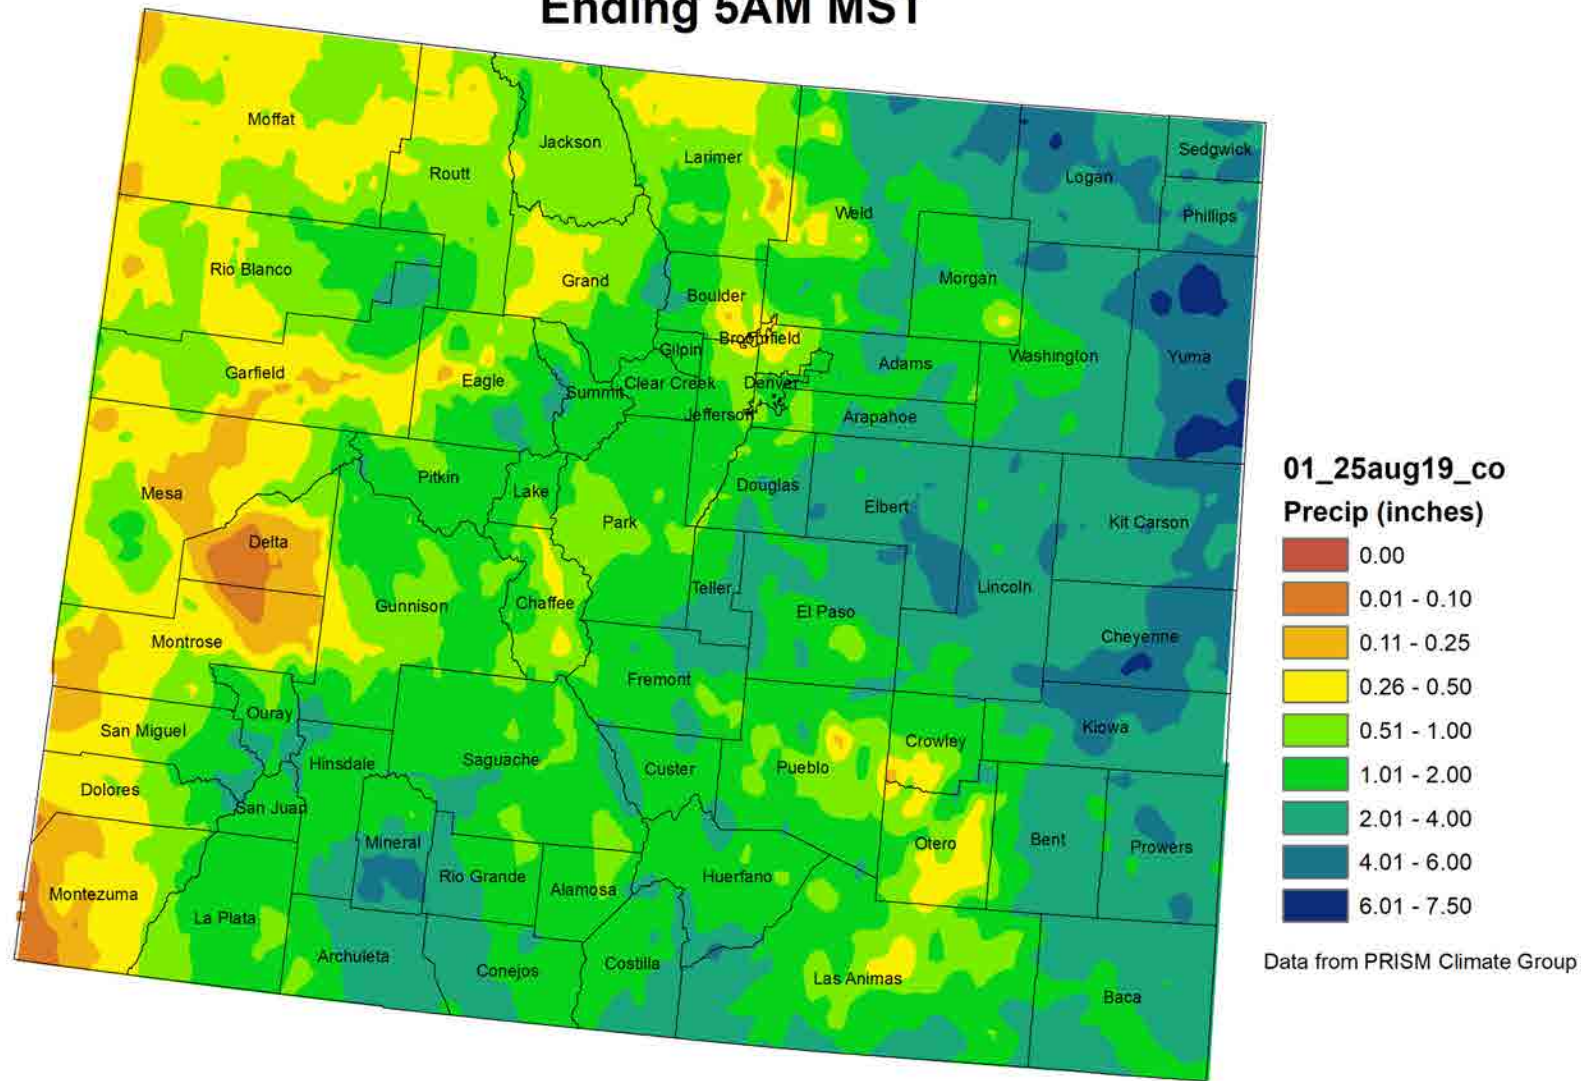 Ending 5AM MST
Moffat
Jackson
Larimer
Routt
Sedgwick
Logan
Phillips
Weld
Rio Blanco
Grand
Boulder
Morgan
Broomfield
Gilpin
Washington
Yuma
Garfield
Eagle
Summit
Clear Creek
Denver
Adams
Jefferson
Arapahoe
Mesa
Pitkin
Lake
Park
Douglas
Elbert
Kit Carson
Delta
Gunnison
Chaffee
Teller
El Paso
Lincoln
Montrose
Cheyenne
Fremont
Ouray
San Miguel
Hinsdale
Saguache
Custer
Pueblo
Crowley
Kiowa
Dolores
San Juan
Mineral
Rio Grande
Alamosa
Huerfano
Otero
Bent
Prowers
Montezuma
La Plata
Archuleta
Conejos
Costilla
Las Animas
Baca
01_25aug19_co
Precip (inches)
0.00
0.01 - 0.10
0.11 - 0.25
0.26 - 0.50
0.51 - 1.00
1.01 - 2.00
2.01 - 4.00
4.01 - 6.00
6.01 - 7.50
Data from PRISM Climate Group